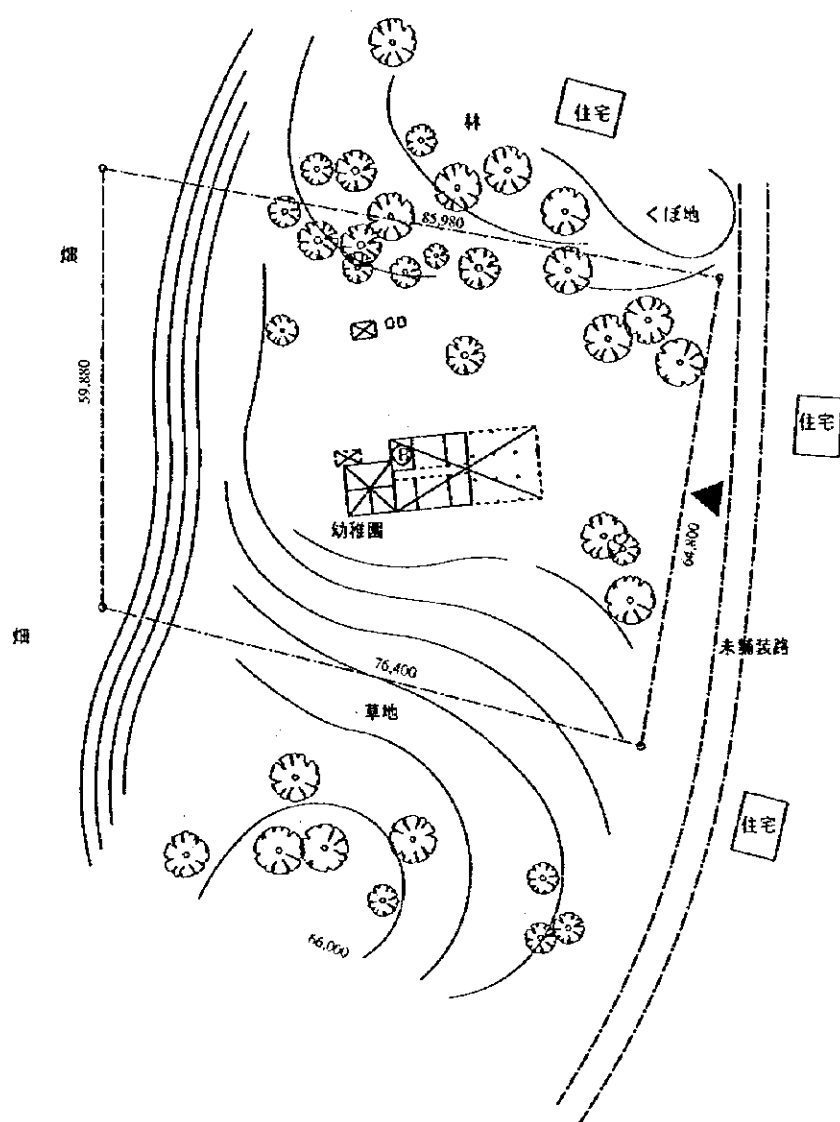 林
住宅
くぼ地
85,980
畑
59,880
住宅
幼稚園
64,800
畑
未舗装路
76,400
草地
住宅
66,000